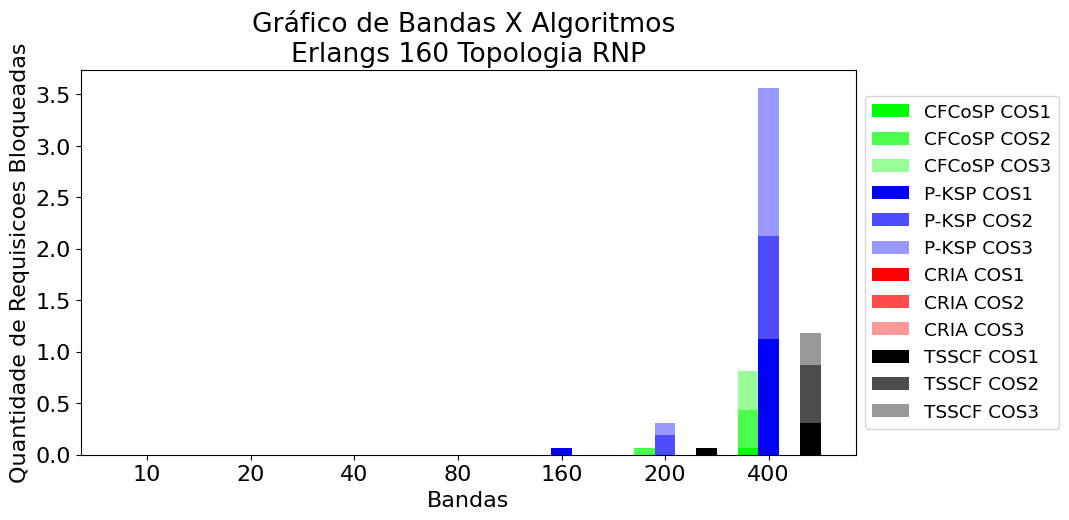 Gráfico de Bandas X Algoritmos
Erlangs 160 Topologia RNP
Quantidade de Requisicoes Bloqueadas
3.5
3.0
2.5
2.0
1.5
1.0
0.5
0.0
10 20 40 80 160 200 400
Bandas
CFCoSP COS1
CFCoSP COS2
CFCoSP COS3
P-KSP COS1
P-KSP COS2
P-KSP COS3
CRIA COS1
CRIA COS2
CRIA COS3
TSSCF COS1
TSSCF COS2
TSSCF COS3